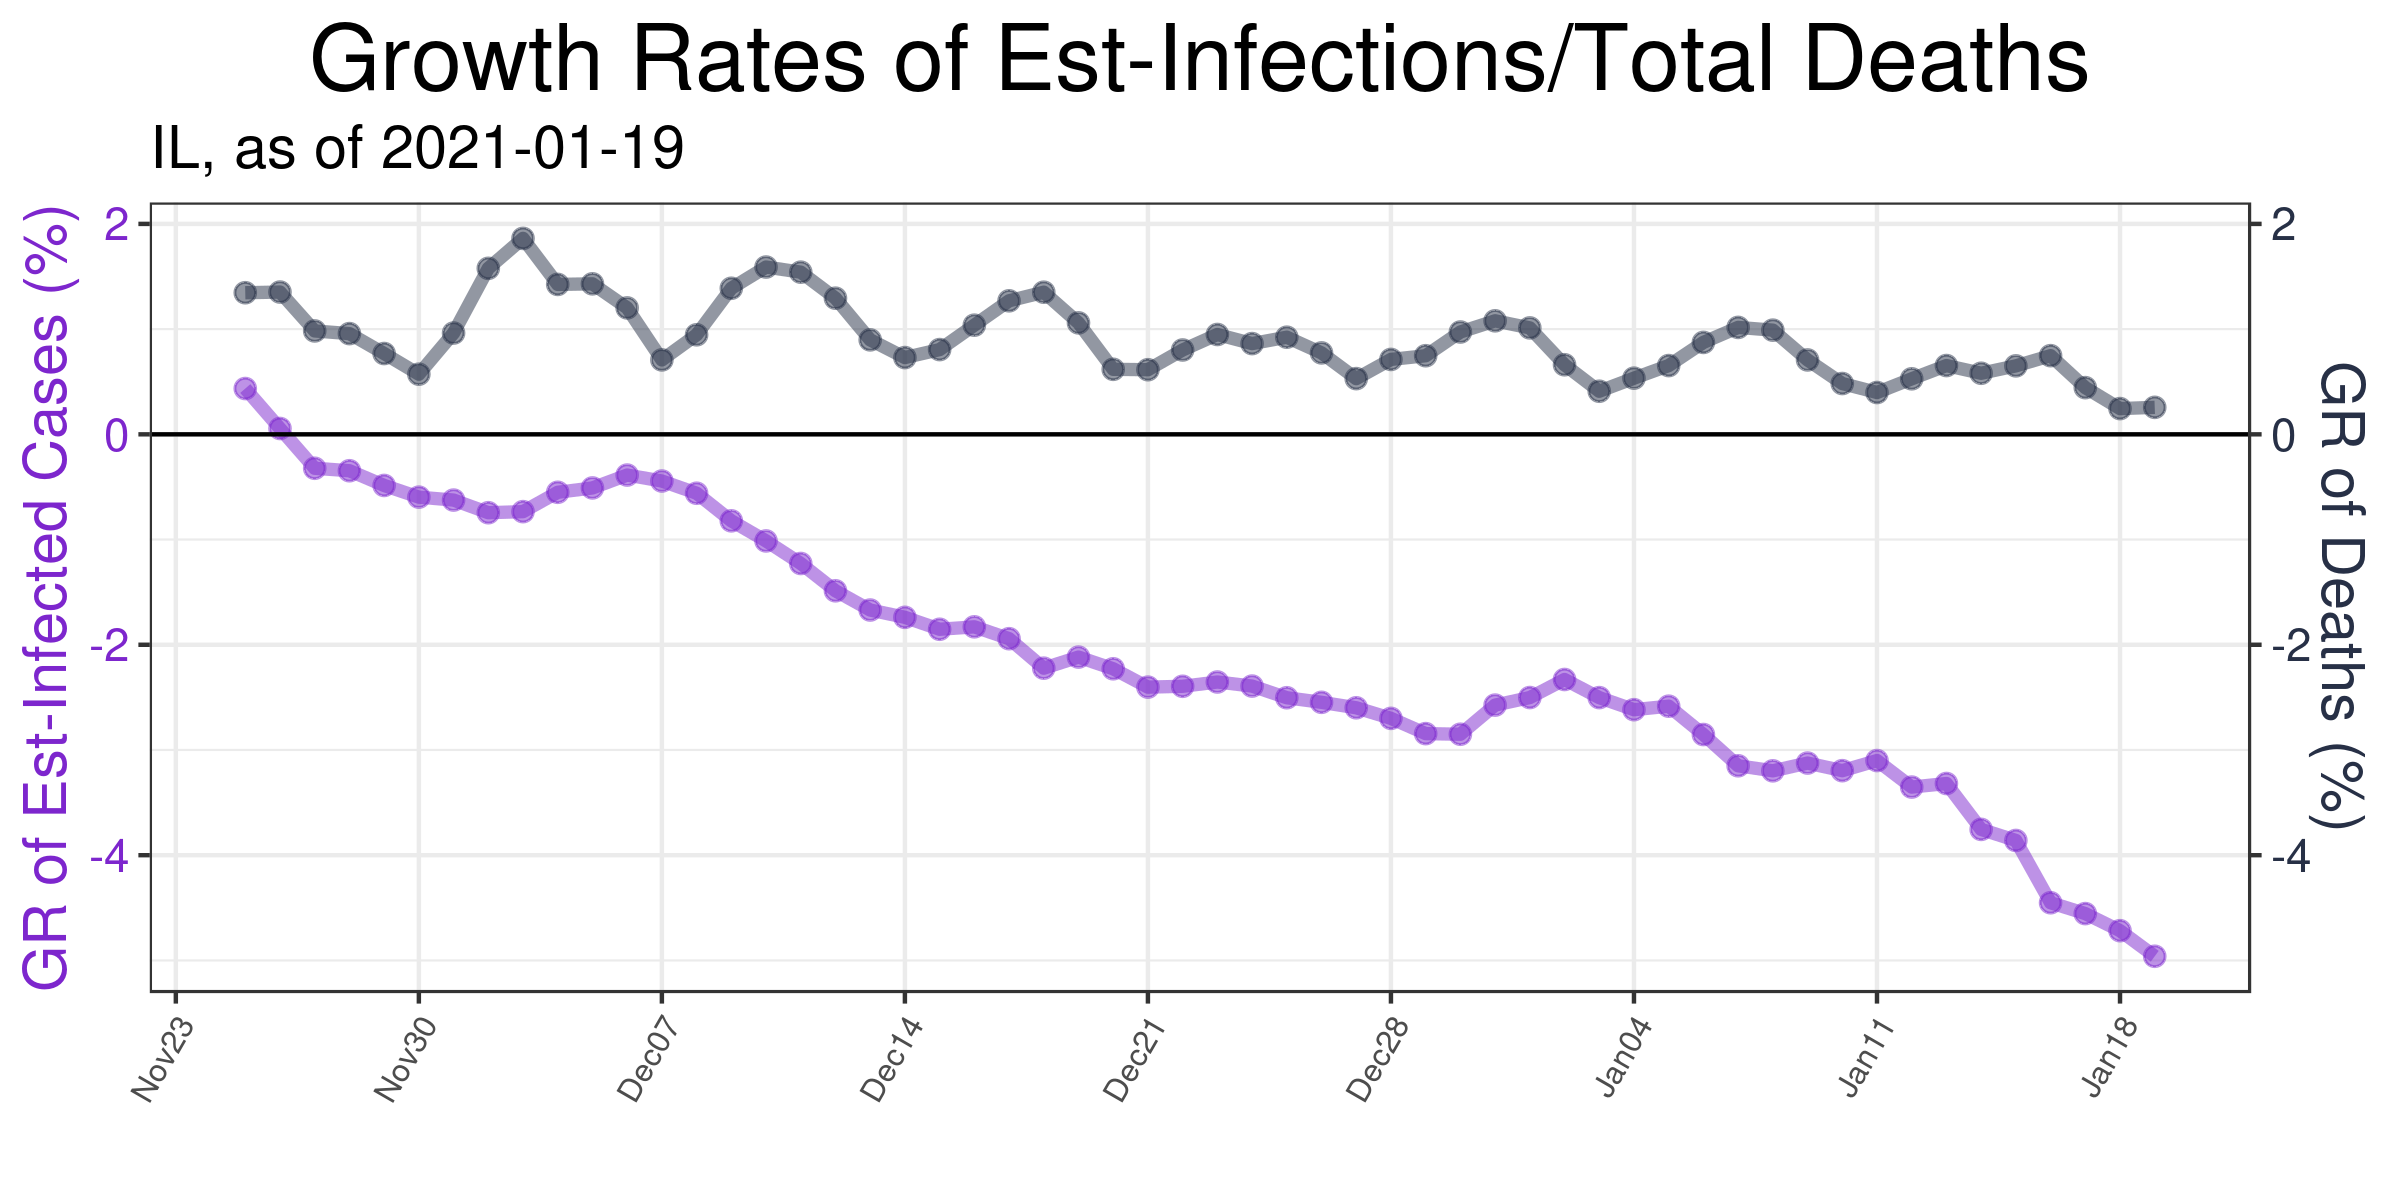 Growth Rates of Est-Infections/Total Deaths
IL, as of 2021-01-19
GR of Est-Infected Cases (%)
2
0
-2
-4
2
0
-2
-4
GR of Deaths (%)
Nov23
Nov30
Dec07
Dec14
Dec21
Dec28
Jan04
Jan11
Jan18